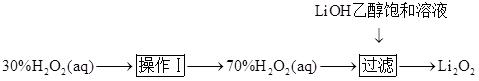 LiOH乙醇饱和溶液
30%H₂O₂(aq) → 操作Ⅰ → 70%H₂O₂(aq) → 过滤 → Li₂O₂